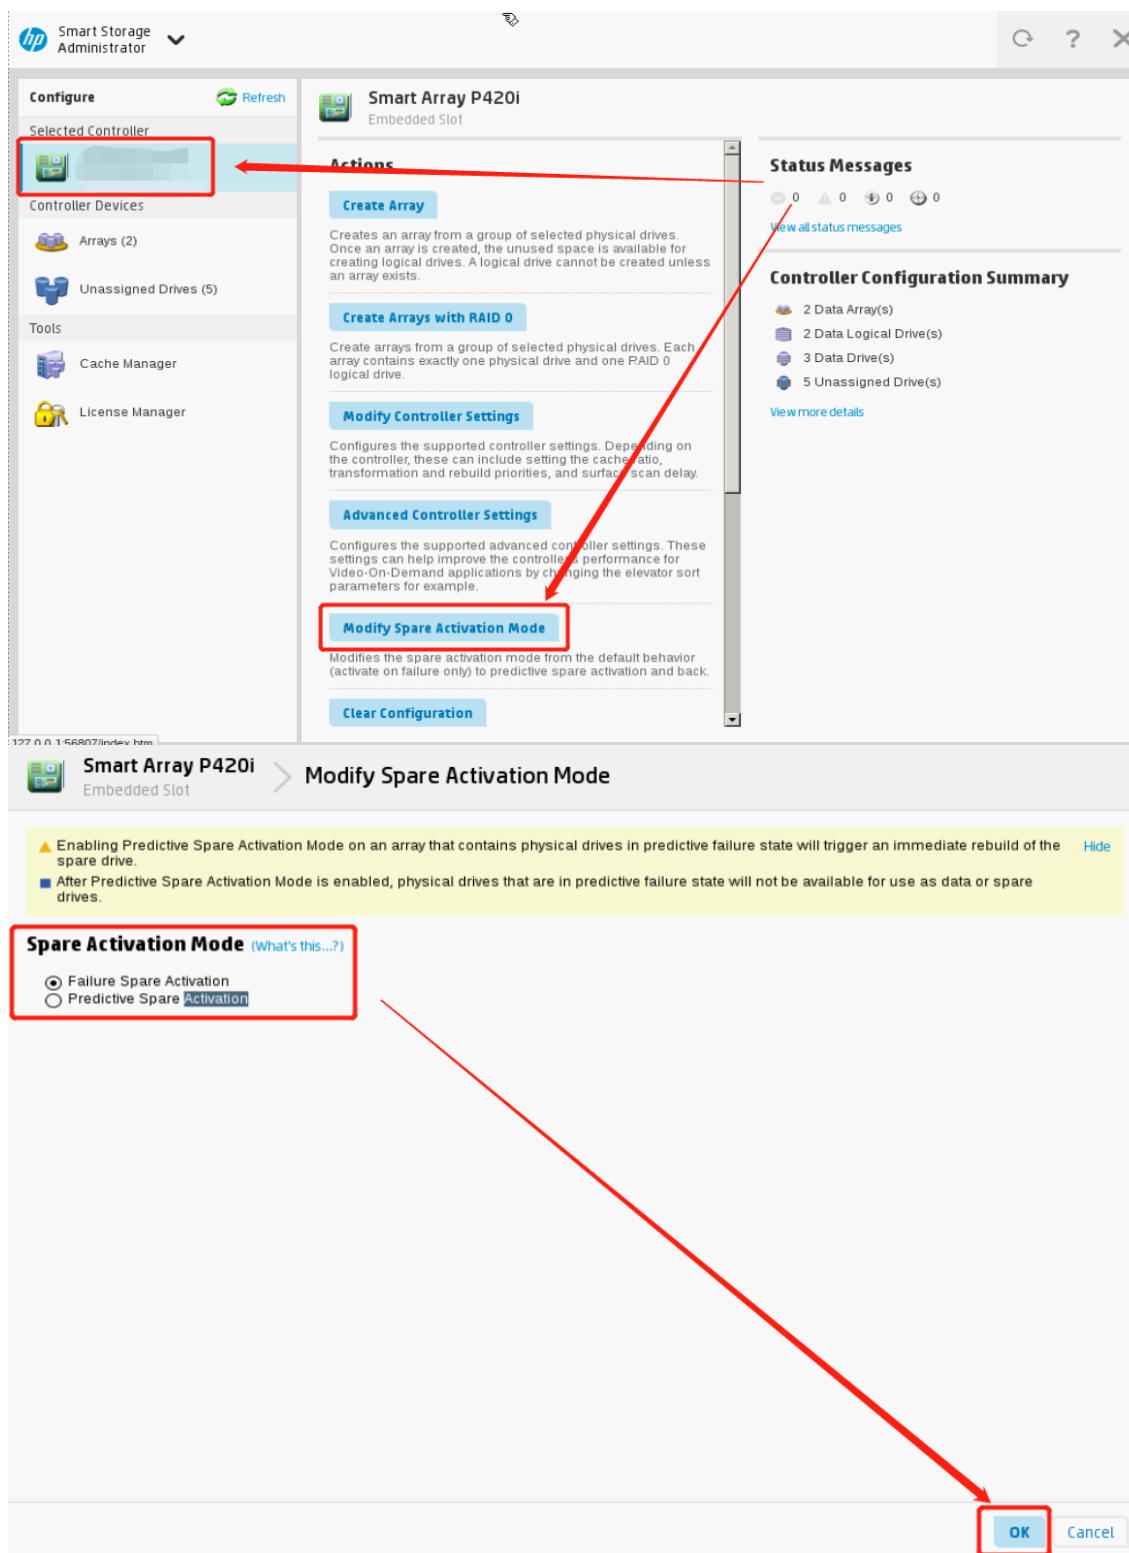 hp
Smart Storage
Administrator
?
Configure
Refresh
Selected Controller
Controller Devices
Arrays (2)
Unassigned Drives (5)
Tools
Cache Manager
License Manager
127.0.0.1:56807/index.htm
Smart Array P420i
Embedded Slot
Actions
Create Array
Creates an array from a group of selected physical drives.
Once an array is created, the unused space is available for
creating logical drives. A logical drive cannot be created unless
an array exists.
Create Arrays with RAID 0
Create arrays from a group of selected physical drives. Each
array contains exactly one physical drive and one RAID 0
logical drive.
Modify Controller Settings
Configures the supported controller settings. Depending on
the controller, these can include setting the cache ratio,
transformation and rebuild priorities, and surface scan delay.
Advanced Controller Settings
Configures the supported advanced controller settings. These
settings can help improve the controller's performance for
Video-On-Demand applications by changing the elevator sort
parameters for example.
Modify Spare Activation Mode
Modifies the spare activation mode from the default behavior
(activate on failure only) to predictive spare activation and back.
Clear Configuration
Status Messages
0 0 0 0
View all status messages
Controller Configuration Summary
2 Data Array(s)
2 Data Logical Drive(s)
3 Data Drive(s)
5 Unassigned Drive(s)
View more details
Smart Array P420i
Embedded Slot
Modify Spare Activation Mode
Enabling Predictive Spare Activation Mode on an array that contains physical drives in predictive failure state will trigger an immediate rebuild of the
spare drive.
Hide
After Predictive Spare Activation Mode is enabled, physical drives that are in predictive failure state will not be available for use as data or spare
drives.
Spare Activation Mode (What's this...?)
Failure Spare Activation
Predictive Spare Activation
OK
Cancel